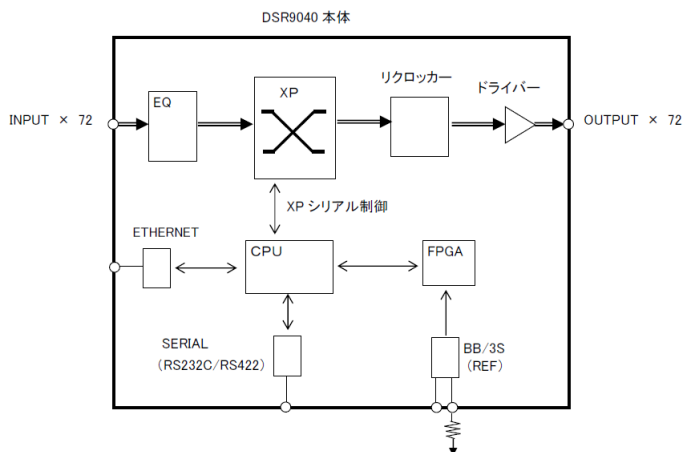 DSR9040 本体
EQ
XP
リクロッカー
ドライバー
INPUT × 72
OUTPUT × 72
XP シリアル制御
ETHERNET
CPU
FPGA
SERIAL
(RS232C/RS422)
BB/3S
(REF)